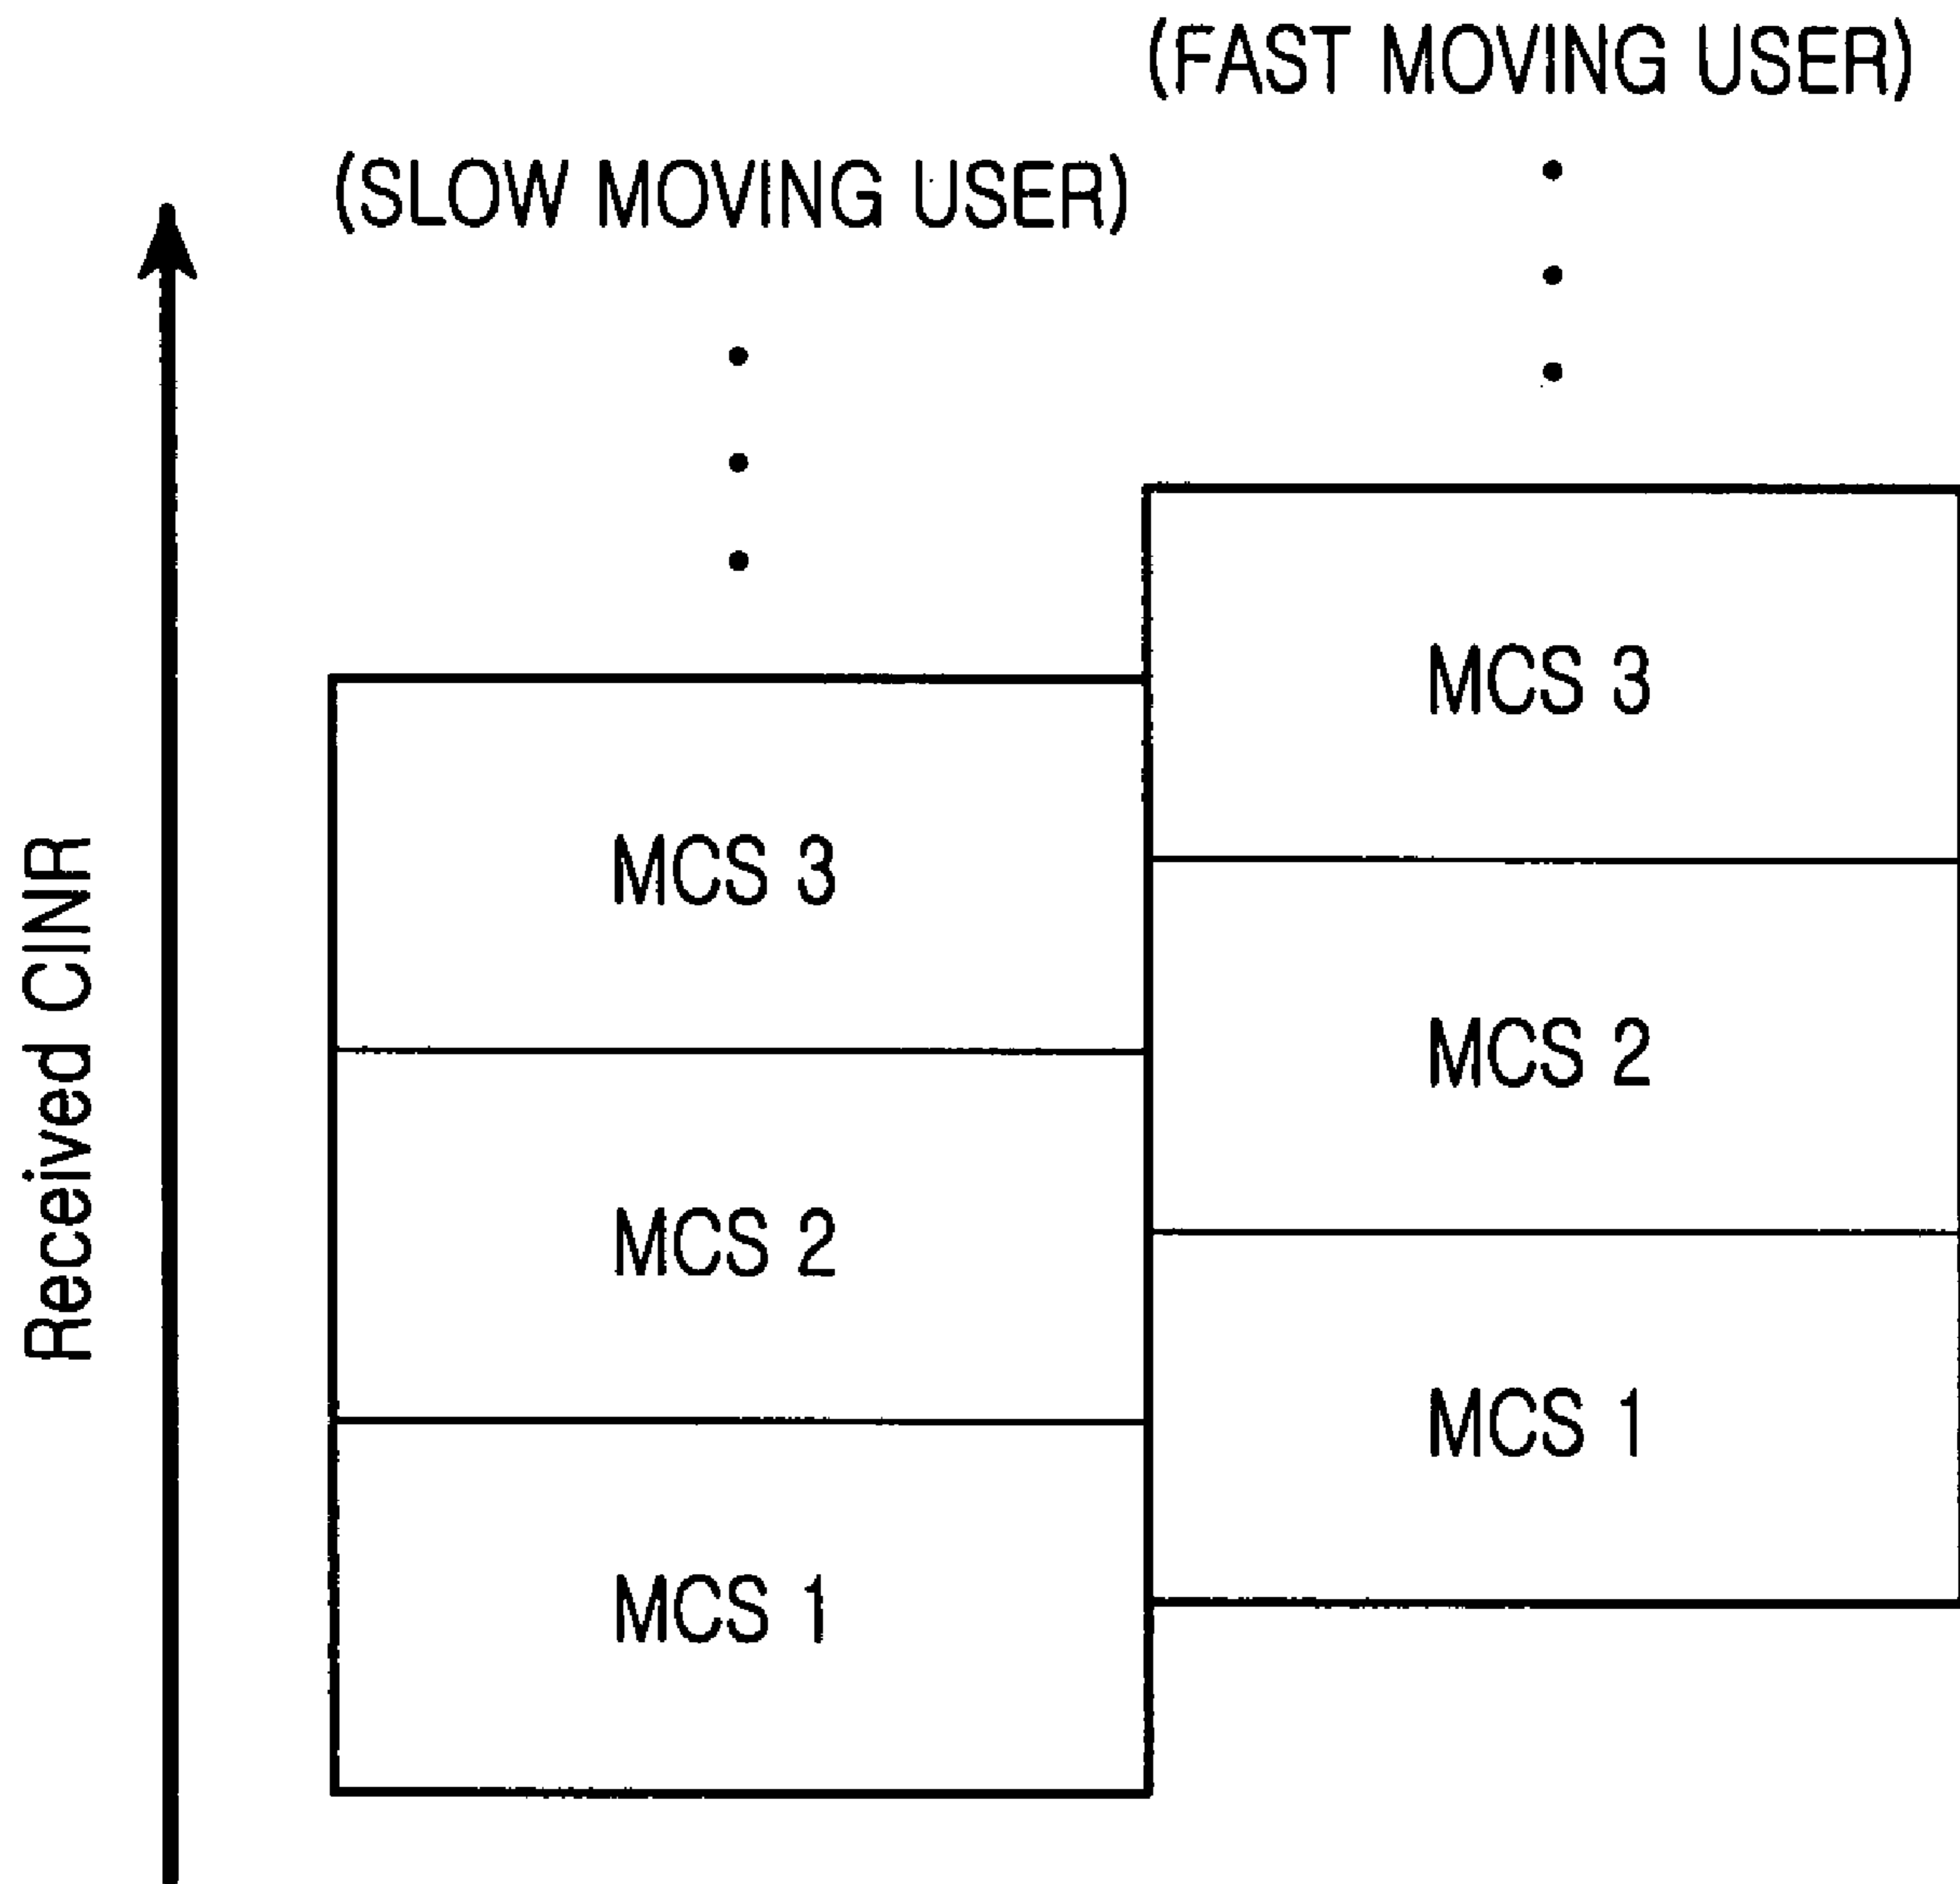 (FAST MOVING USER)
(SLOW MOVING USER)
Received CINR
MCS 3
MCS 2
MCS 1
MCS 3
MCS 2
MCS 1